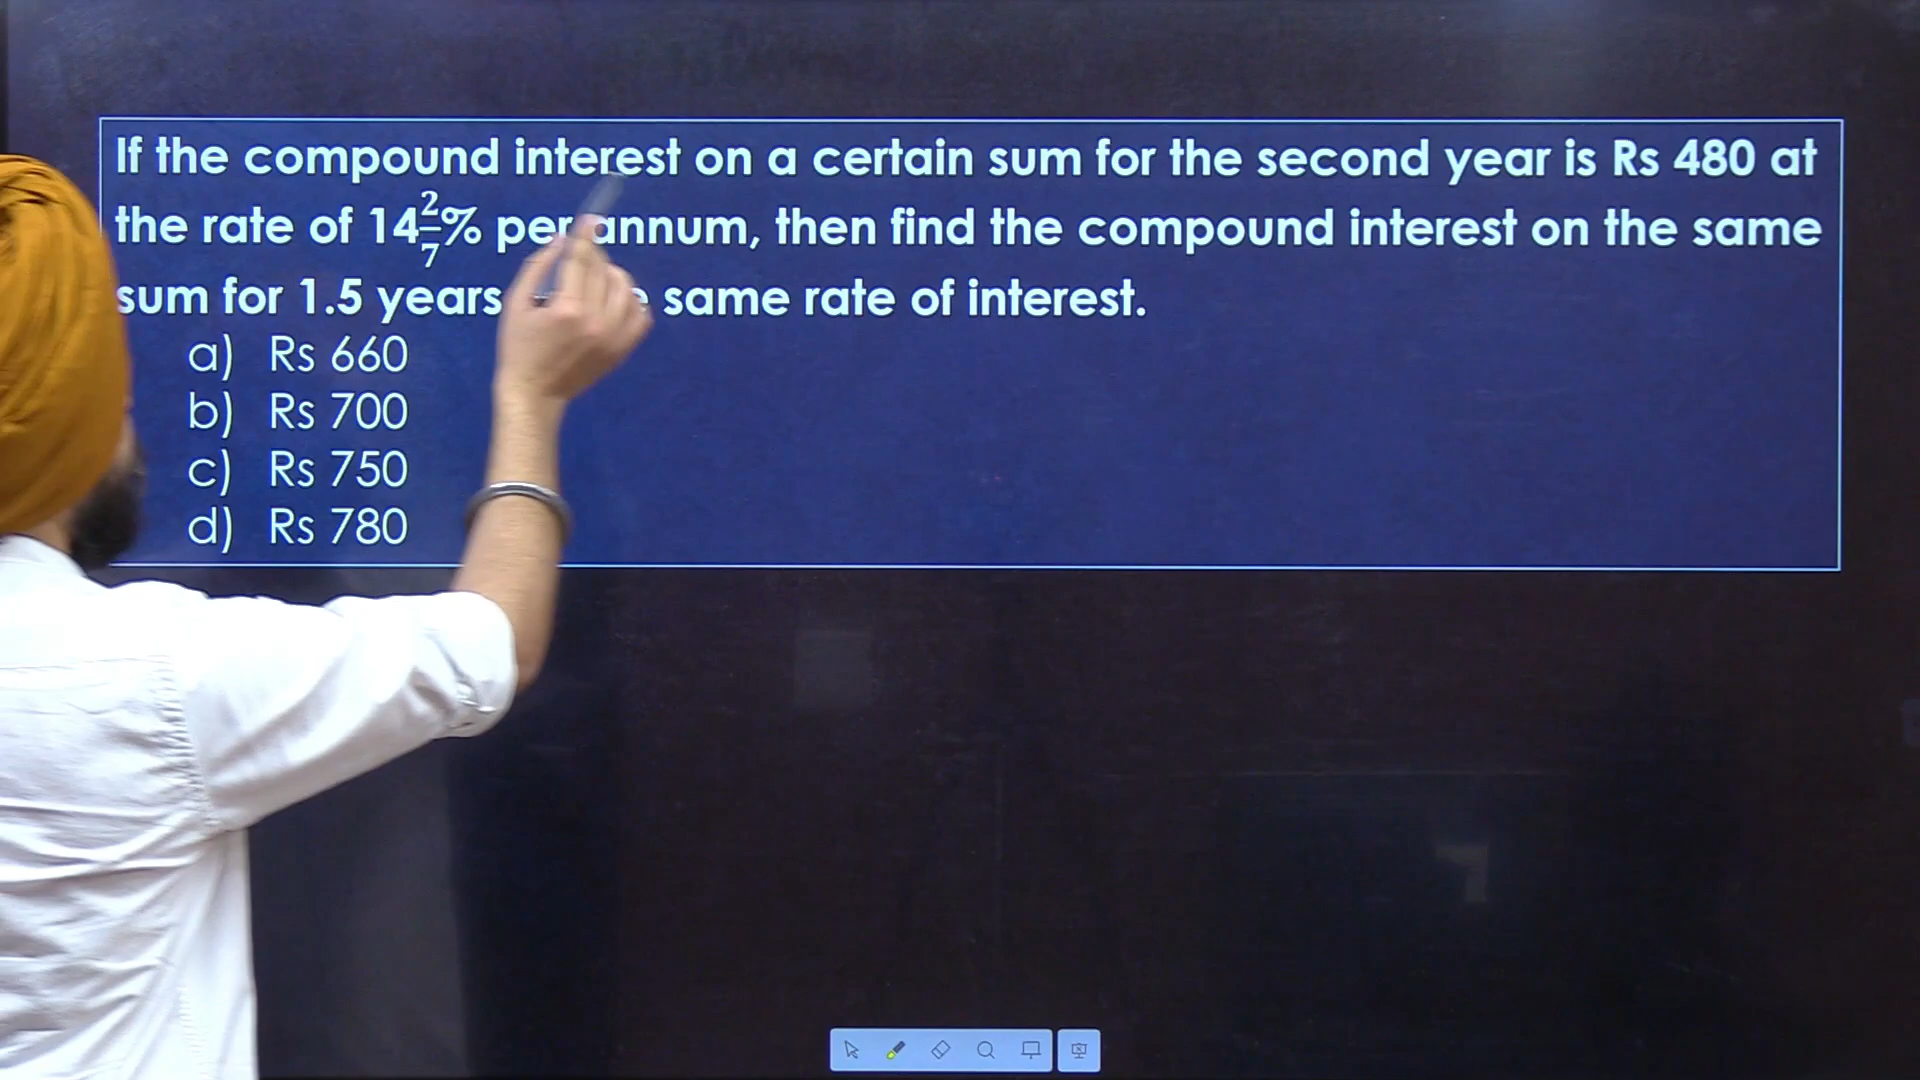 If the compound interest on a certain sum for the second year is Rs 480 at
the rate of 14 2/7% per annum, then find the compound interest on the same
sum for 1.5 years same rate of interest.
a) Rs 660
b) Rs 700
c) Rs 750
d) Rs 780